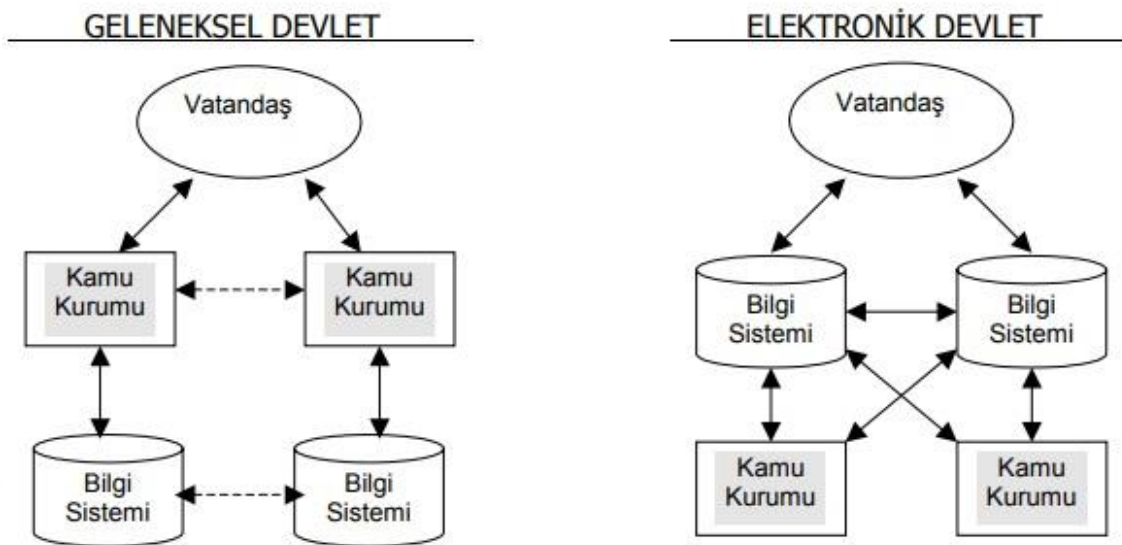 GELENEKSEL DEVLET
Vatandaş
Kamu
Kurumu
Kamu
Kurumu
Bilgi
Sistemi
Bilgi
Sistemi
ELEKTRONİK DEVLET
Vatandaş
Bilgi
Sistemi
Bilgi
Sistemi
Kamu
Kurumu
Kamu
Kurumu